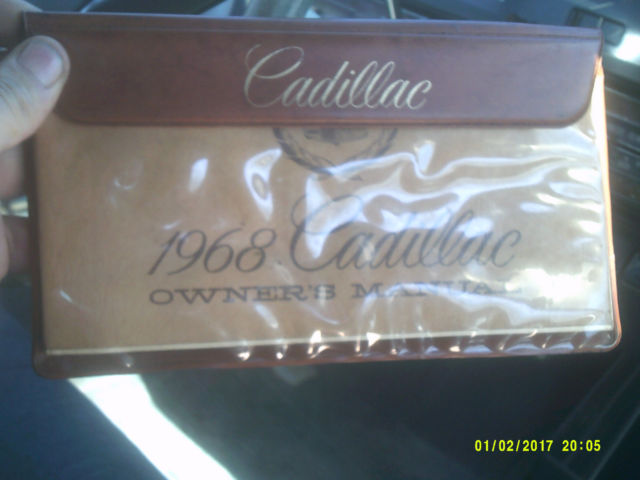 Cadillac
1968 Cadillac
OWNER'S MANUAL
01/02/2017 20:05